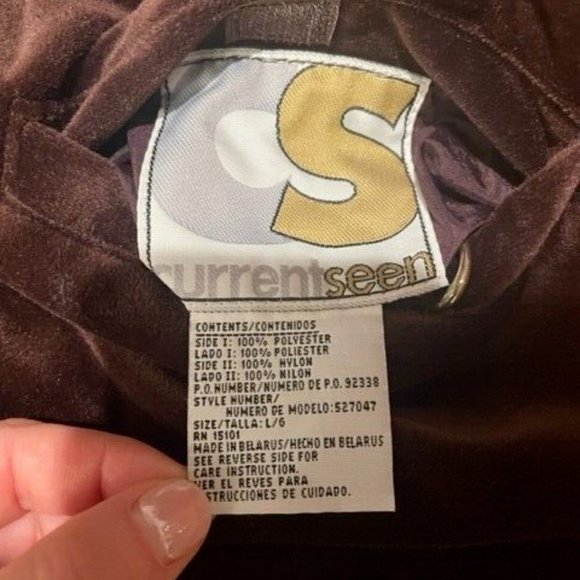 CS
currentseen
CONTENTS/CONTENIDOS
SIDE I: 100% POLYESTER
LADO I: 100% POLIESTER
SIDE II: 100% NYLON
LADO II: 100% NILON
P.O.NUMBER/NUMERO DE P.O. 92338
STYLE NUMBER/
NUMERO DE MODELO:527047
SIZE/TALLA: L/G
RN 15101
MADE IN BELARUS/HECHO EN BELARUS
SEE REVERSE SIDE FOR
CARE INSTRUCTION.
VER EL REVES PARA
STRUCCIONES DE CUIDADO.